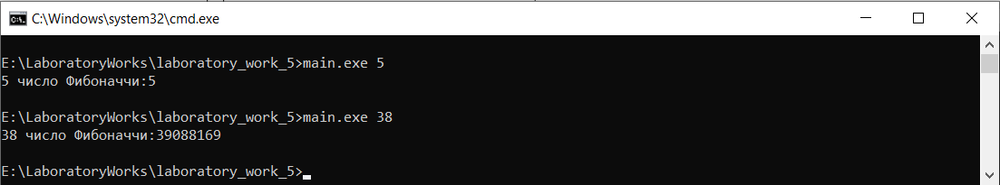 C:\Windows\system32\cmd.exe
E:\LaboratoryWorks\laboratory_work_5>main.exe 5
5 число Фибоначчи:5
E:\LaboratoryWorks\laboratory_work_5>main.exe 38
38 число Фибоначчи:39088169
E:\LaboratoryWorks\laboratory_work_5>